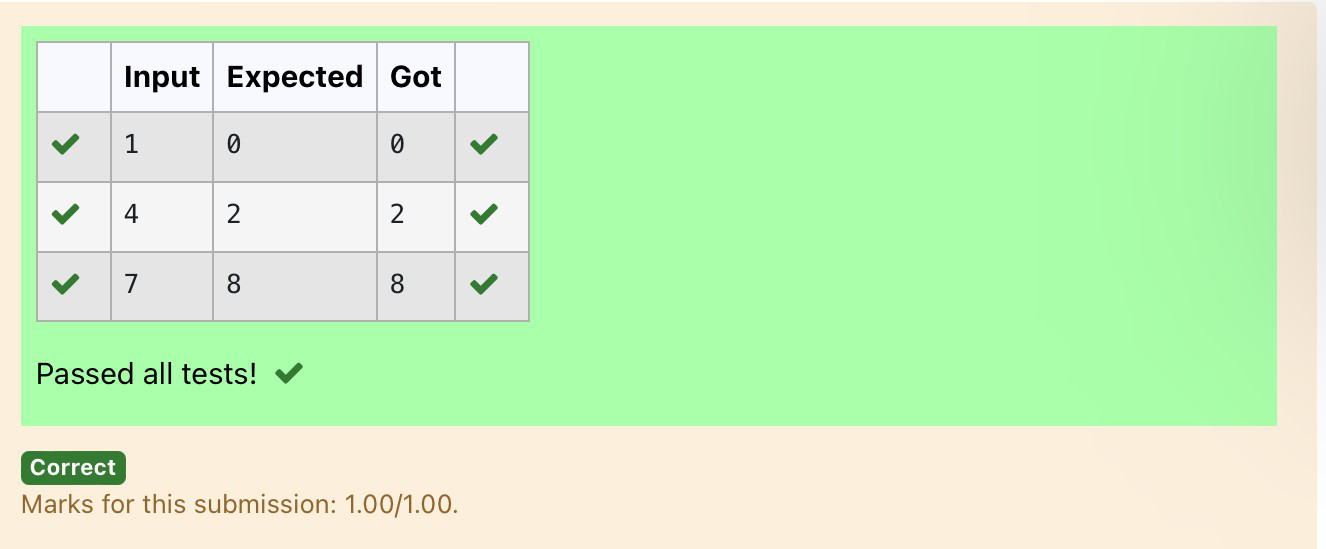 Input Expected Got
1 0 0
4 2 2
7 8 8
Passed all tests!
Correct
Marks for this submission: 1.00/1.00.